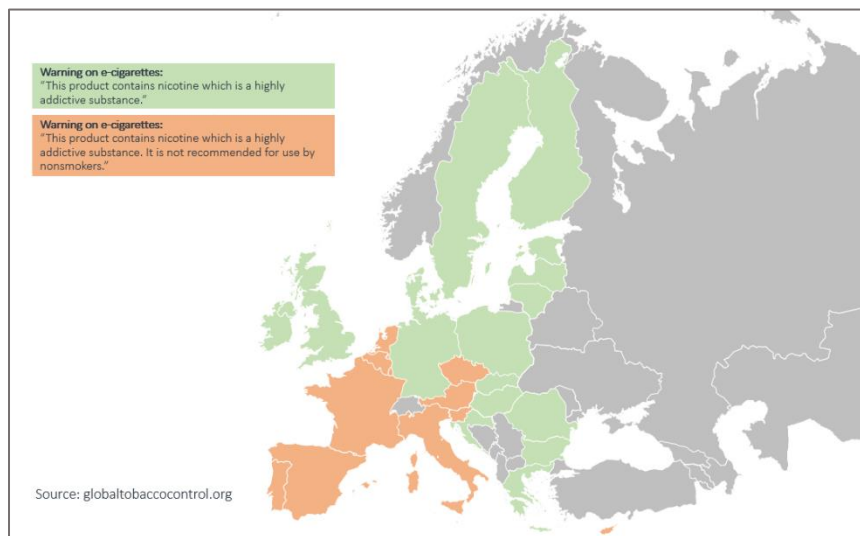 Warning on e-cigarettes:
"This product contains nicotine which is a highly
addictive substance."
Warning on e-cigarettes:
"This product contains nicotine which is a highly
addictive substance. It is not recommended for use by
nonsmokers."
Source: globaltobaccocontrol.org